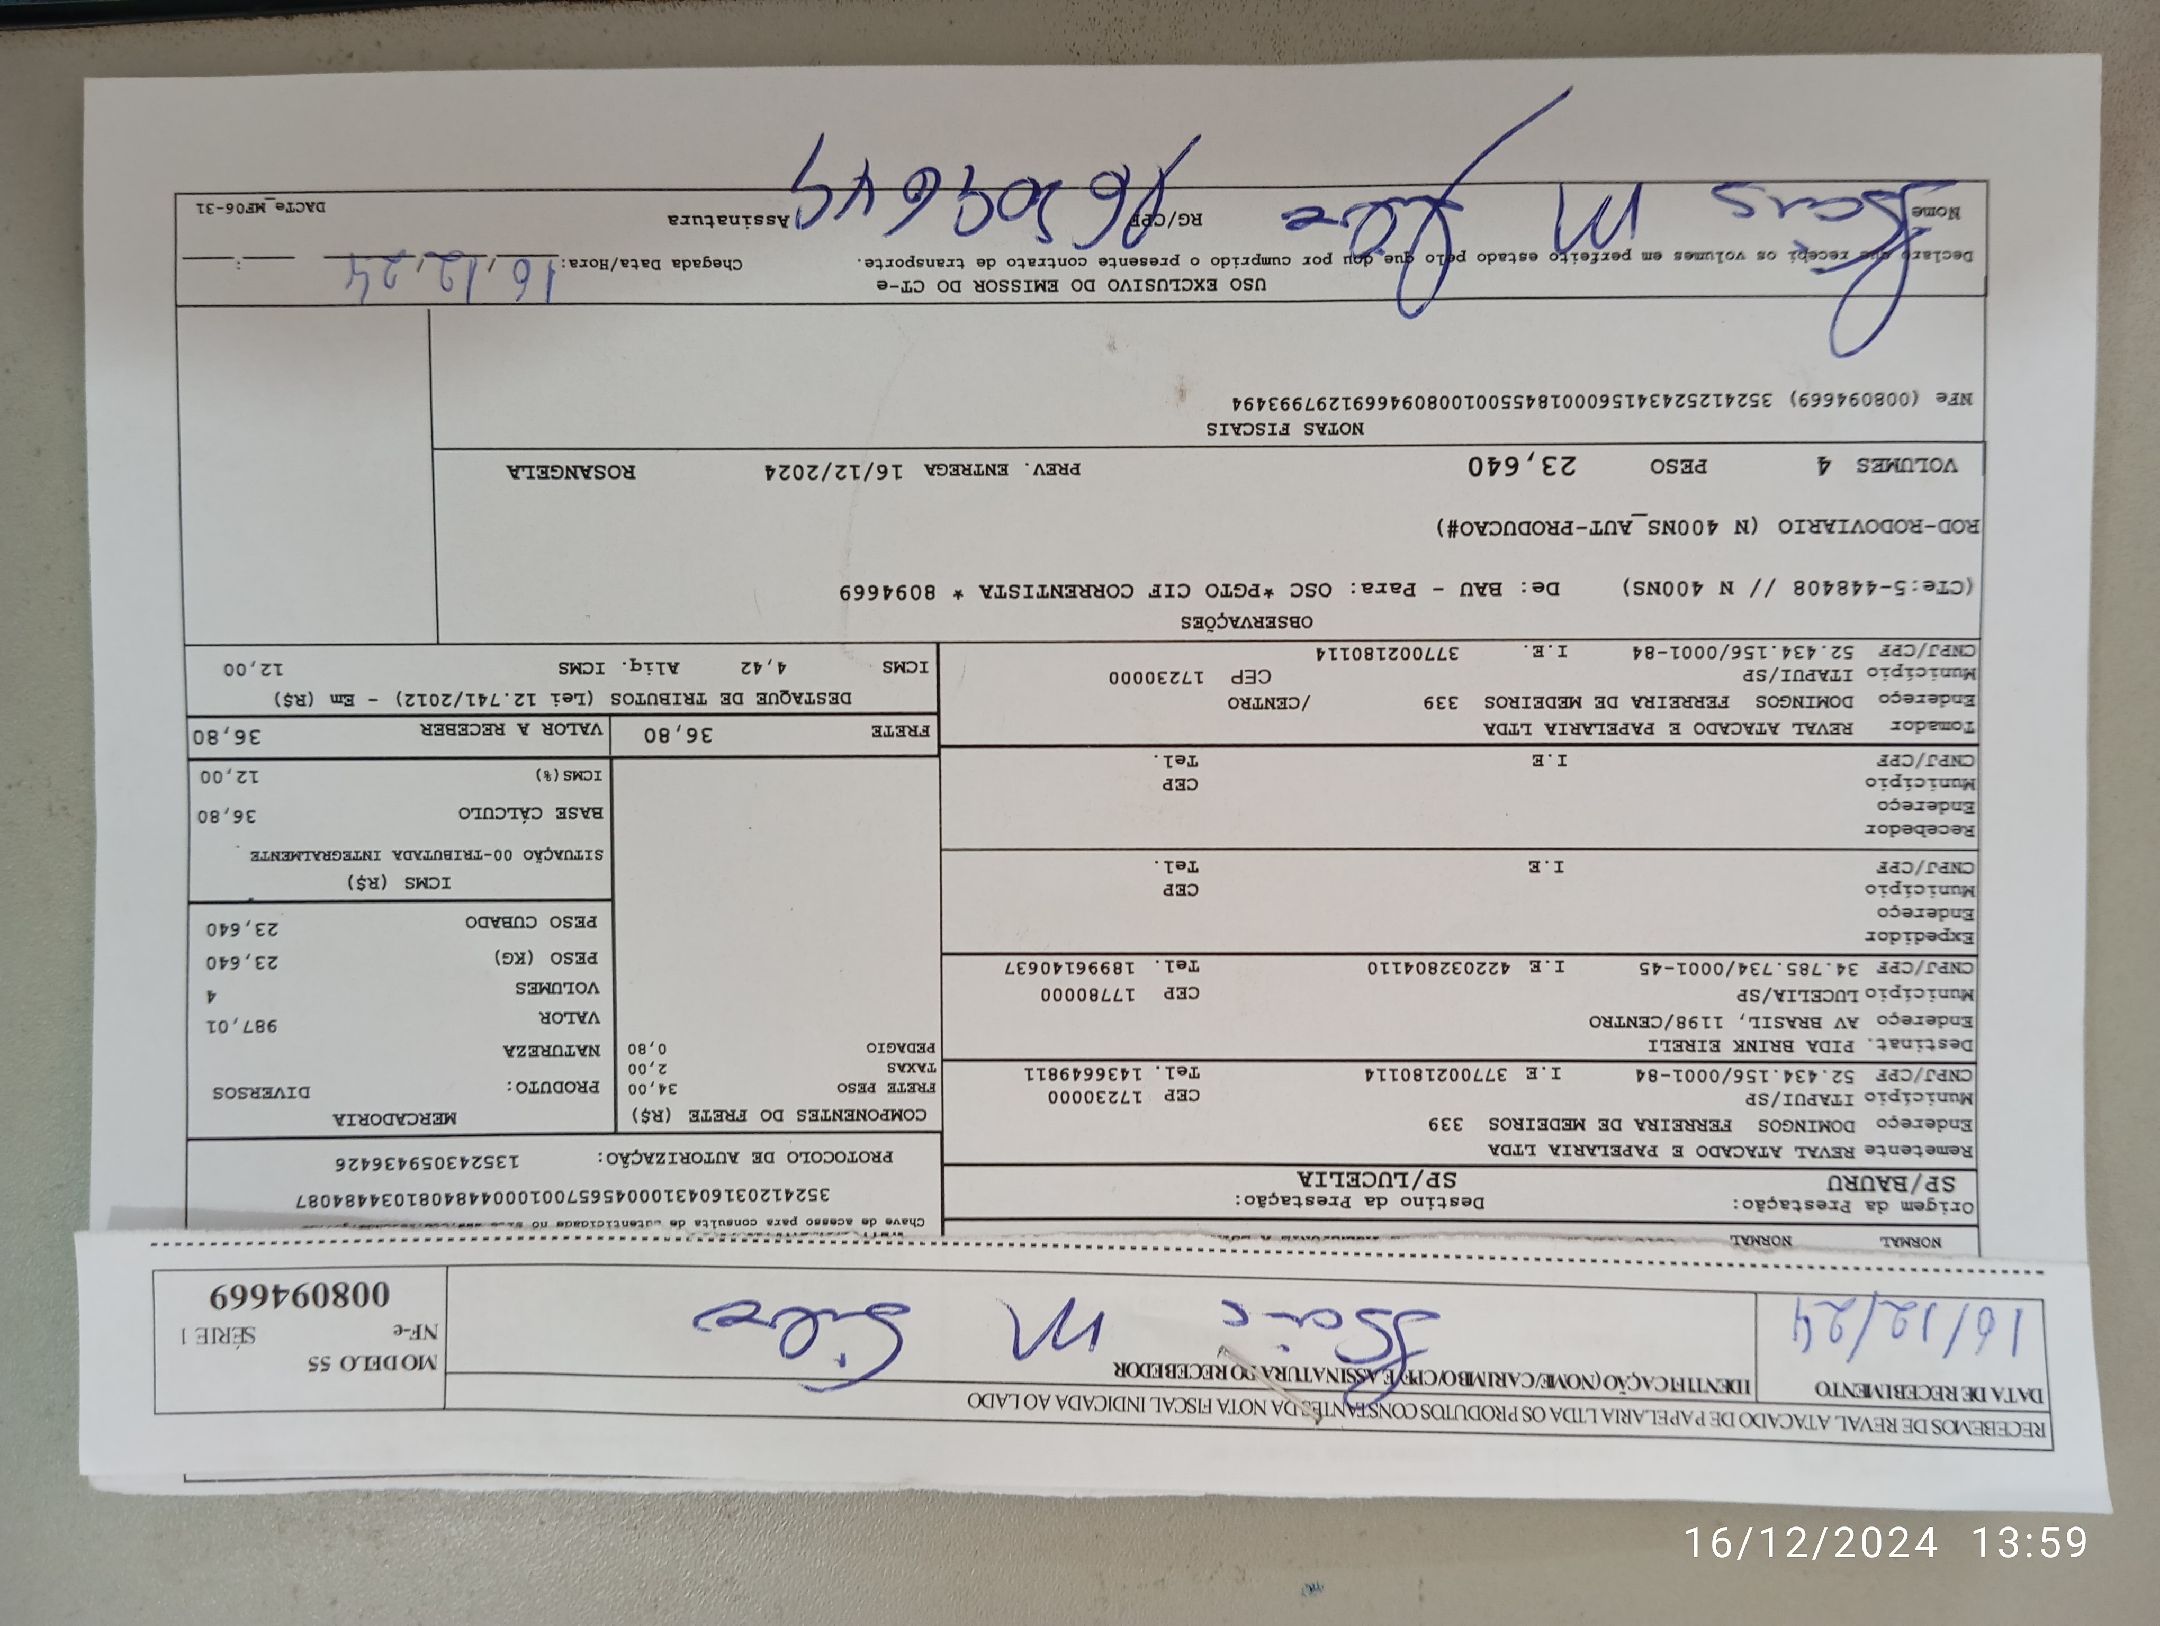 RECEBEMOS DE REVAL ATACADO DE PAPELARIA LTDA OS PRODUTOS CONSTANTES DA NOTA FISCAL INDICADA AO LADO
DATA DE RECEBIMENTO
16/12/24
IDENTIFICAÇÃO (NOME/CARIMBO/CPF) E ASSINATURA DO RECEBEDOR
M Silva
MODELO 55
NF-e SÉRIE 1
008094669
NORMAL NORMAL
Origem da Prestação: Destino da Prestação:
SP/BAURU SP/LUCELIA
Chave de acesso para consulta de autenticidade no
35241203160431000456570010004484081034484087
PROTOCOLO DE AUTORIZAÇÃO: 135243059436426
Remetente REVAL ATACADO E PAPELARIA LTDA
Endereço DOMINGOS FERREIRA DE MEDEIROS 339
Município ITAPUI/SP CEP 17230000
CNPJ/CPF 52.434.156/0001-84 I.E 377002180114 Tel. 1436649811
Destinat. PIDA BRINK EIRELI
Endereço AV BRASIL, 1198/CENTRO
Município LUCELIA/SP CEP 17780000
CNPJ/CPF 34.785.734/0001-45 I.E 422032804110 Tel. 18996140637
Expedidor
Endereço
Município CEP
CNPJ/CPF I.E Tel.
Recebedor
Endereço
Município CEP
CNPJ/CPF I.E Tel.
Tomador REVAL ATACADO E PAPELARIA LTDA
Endereço DOMINGOS FERREIRA DE MEDEIROS 339 /CENTRO
Município ITAPUI/SP CEP 17230000
CNPJ/CPF 52.434.156/0001-84 I.E. 377002180114
COMPONENTES DO FRETE (R$)
FRETE PESO 34,00
TAXAS 2,00
PEDAGIO 0,80
MERCADORIA
PRODUTO: DIVERSOS
NATUREZA
VALOR 987,01
VOLUMES 4
PESO (KG) 23,640
PESO CUBADO 23,640
ICMS (R$)
SITUAÇÃO 00-TRIBUTADA INTEGRALMENTE
BASE CÁLCULO 36,80
ICMS(%) 12,00
FRETE 36,80 VALOR A RECEBER 36,80
DESTAQUE DE TRIBUTOS (Lei 12.741/2012) - Em (R$)
ICMS 4,42 Aliq. ICMS 12,00
OBSERVAÇÕES
(CTe:5-448408 // N 400NS) De: BAU - Para: OSC *PGTO CIF CORRENTISTA * 8094669
ROD-RODOVIARIO (N 400NS_AUT-PRODUCAO#)
VOLUMES 4 PESO 23,640 PREV. ENTREGA 16/12/2024 ROSANGELA
NOTAS FISCAIS
NFe (008094669) 35241252434156000184550010080946691297993494
USO EXCLUSIVO DO EMISSOR DO CT-e
Declaro que recebi os volumes em perfeito estado pelo que dou por cumprido o presente contrato de transporte. Chegada Data/Hora: 16,12,24 :
Nome M RG/CPF Assinatura
DACTe_MF06-31
16/12/2024 13:59